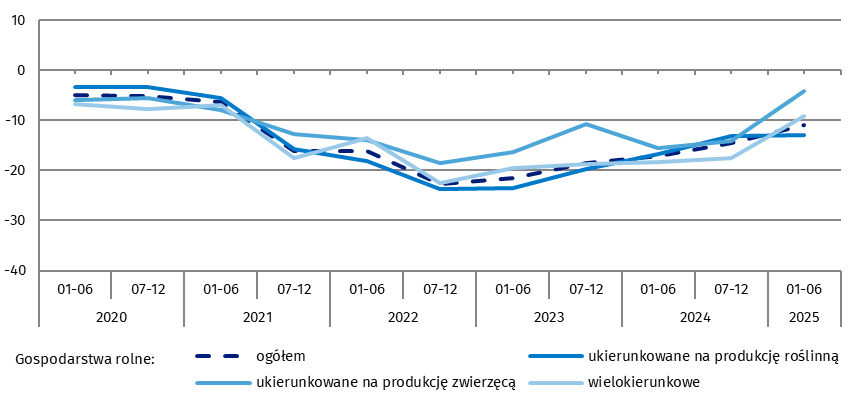 10
0
-10
-20
-30
-40
01-06 07-12 01-06 07-12 01-06 07-12 01-06 07-12 01-06 07-12 01-06
2020 2021 2022 2023 2024 2025
Gospodarstwa rolne: ogółem ukierunkowane na produkcję roślinną
ukierunkowane na produkcję zwierzęcą wielokierunkowe